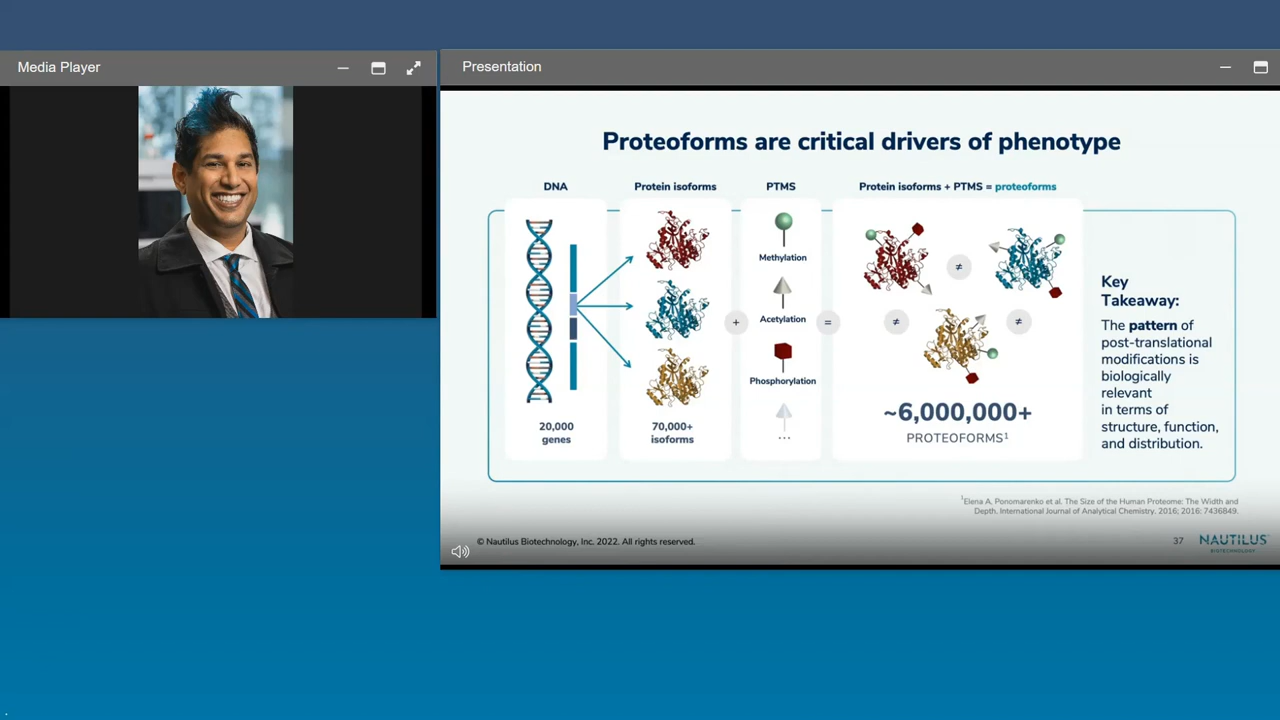 Media Player
Presentation
Proteoforms are critical drivers of phenotype
DNA
Protein isoforms
PTMS
Protein isoforms + PTMS = proteoforms
20,000
genes
70,000+
isoforms
+
Methylation
Acetylation
Phosphorylation
...
=
≠
≠
≠
~6,000,000+
PROTEOFORMS¹
Key
Takeaway:
The pattern of
post-translational
modifications is
biologically
relevant
in terms of
structure, function,
and distribution.
¹Elena A. Ponomarenko et al. The Size of the Human Proteome: The Width and
Depth. International Journal of Analytical Chemistry. 2016; 2016: 7436849.
© Nautilus Biotechnology, Inc. 2022. All rights reserved.
37
NAUTILUS
BIOTECHNOLOGY